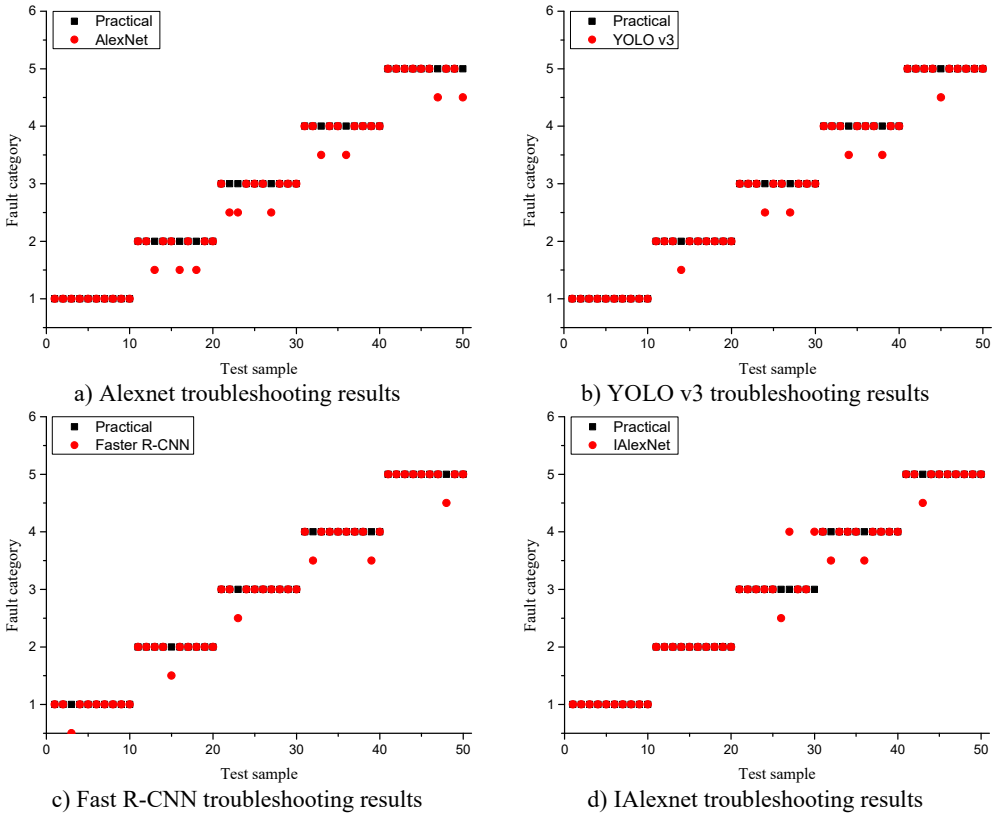 Practical
AlexNet
6
5
4
3
2
1
Fault category
0
10
20
30
40
50
Test sample
a) Alexnet troubleshooting results
Practical
YOLO v3
6
5
4
3
2
1
Fault category
0
10
20
30
40
50
Test sample
b) YOLO v3 troubleshooting results
Practical
Faster R-CNN
6
5
4
3
2
1
Fault category
0
10
20
30
40
50
Test sample
c) Fast R-CNN troubleshooting results
Practical
IAlexNet
6
5
4
3
2
1
Fault category
0
10
20
30
40
50
Test sample
d) IAlexnet troubleshooting results